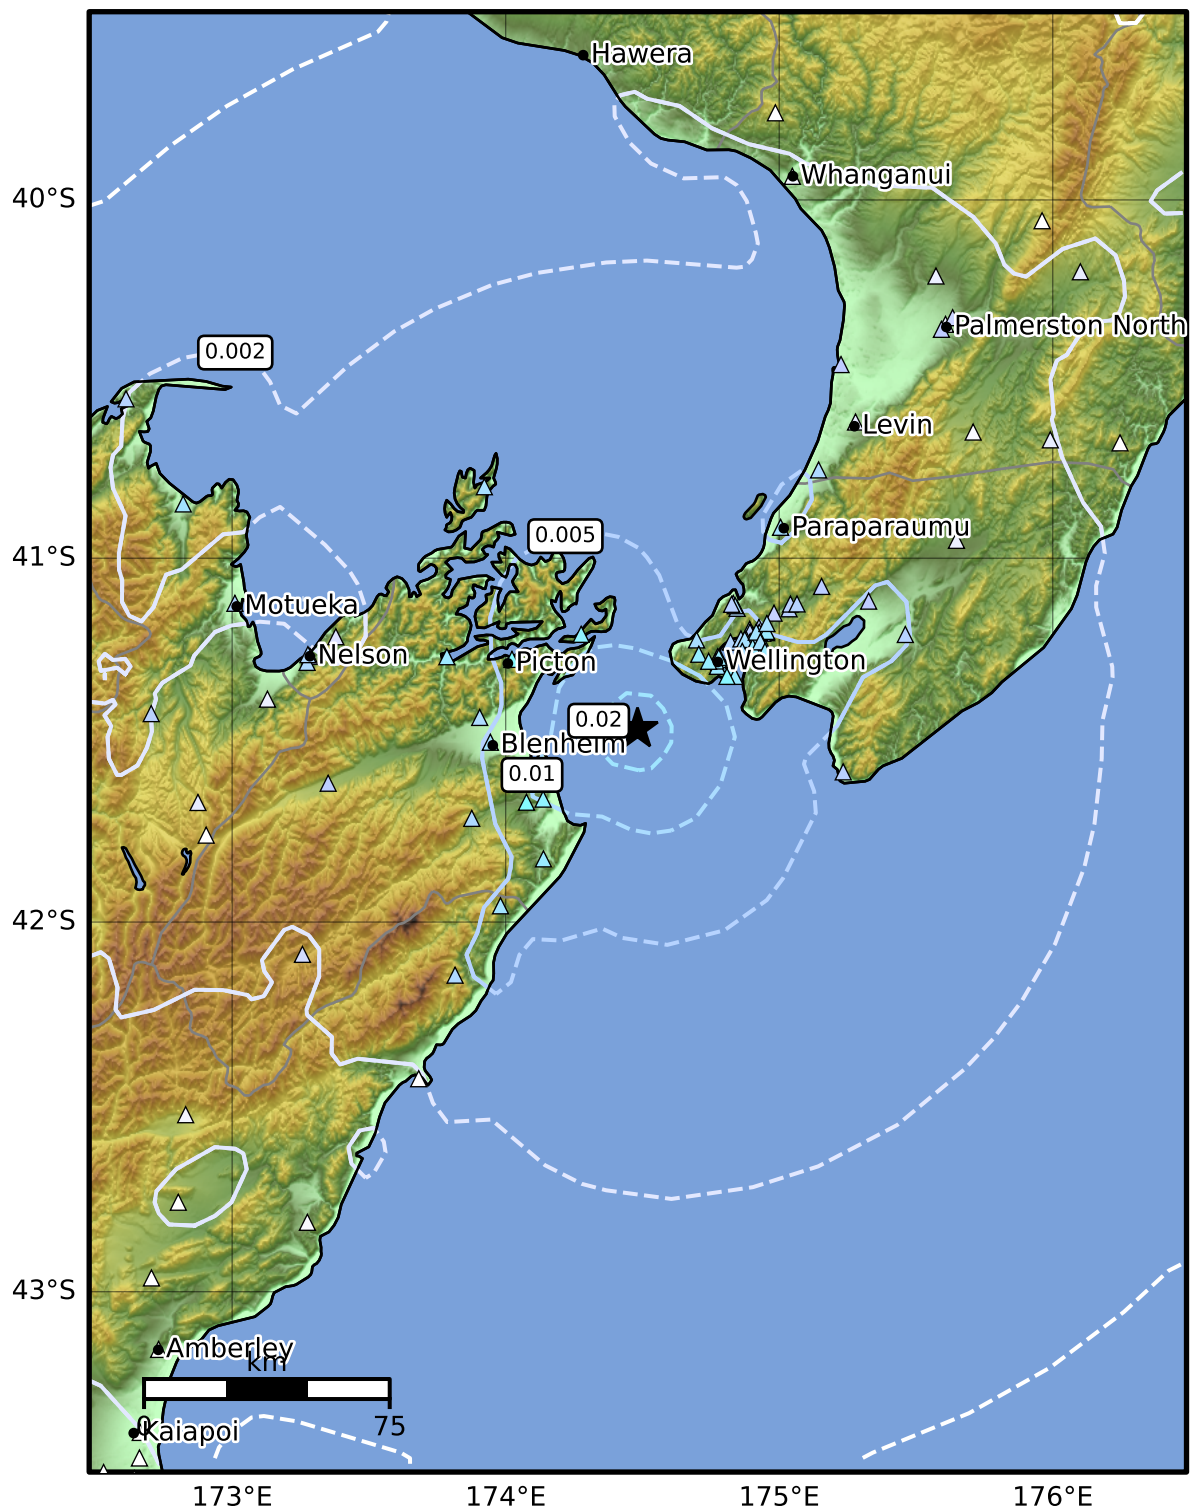 Hawera
Whanganui
40°S
Palmerston North
0.002
Levin
Paraparaumu
0.005
41°S
Motueka
Nelson
Picton
Wellington
0.02
Blenheim
0.01
42°S
43°S
Amberley
km
0
75
Kaiapoi
173°E
174°E
175°E
176°E